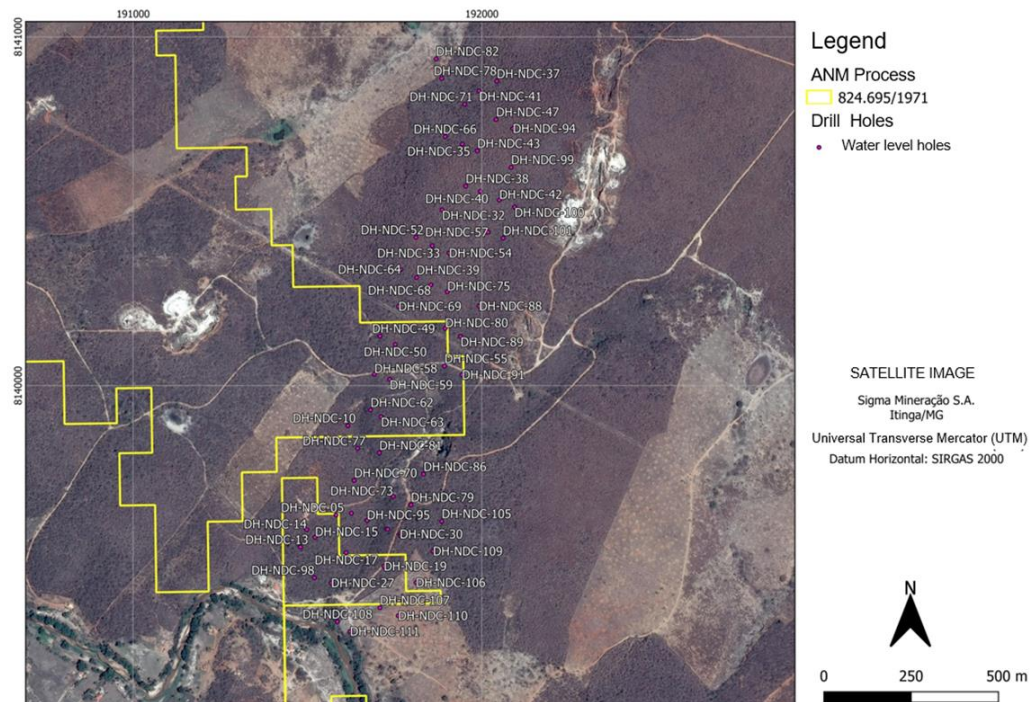 191000
192000
8141000
8140000
DH-NDC-82
DH-NDC-78
DH-NDC-37
DH-NDC-71
DH-NDC-41
DH-NDC-47
DH-NDC-66
DH-NDC-94
DH-NDC-35
DH-NDC-43
DH-NDC-99
DH-NDC-38
DH-NDC-40
DH-NDC-42
DH-NDC-32
DH-NDC-100
DH-NDC-52
DH-NDC-57
DH-NDC-101
DH-NDC-33
DH-NDC-54
DH-NDC-64
DH-NDC-39
DH-NDC-68
DH-NDC-75
DH-NDC-69
DH-NDC-88
DH-NDC-49
DH-NDC-80
DH-NDC-50
DH-NDC-89
DH-NDC-58
DH-NDC-55
DH-NDC-59
DH-NDC-91
DH-NDC-62
DH-NDC-10
DH-NDC-63
DH-NDC-77
DH-NDC-81
DH-NDC-70
DH-NDC-86
DH-NDC-73
DH-NDC-79
DH-NDC-05
DH-NDC-95
DH-NDC-105
DH-NDC-14
DH-NDC-15
DH-NDC-30
DH-NDC-13
DH-NDC-109
DH-NDC-17
DH-NDC-19
DH-NDC-98
DH-NDC-27
DH-NDC-106
DH-NDC-107
DH-NDC-108
DH-NDC-110
DH-NDC-111
Legend
ANM Process
824.695/1971
Drill Holes
Water level holes
SATELLITE IMAGE
Sigma Mineração S.A.
Itinga/MG
Universal Transverse Mercator (UTM)
Datum Horizontal: SIRGAS 2000
N
0 250 500 m